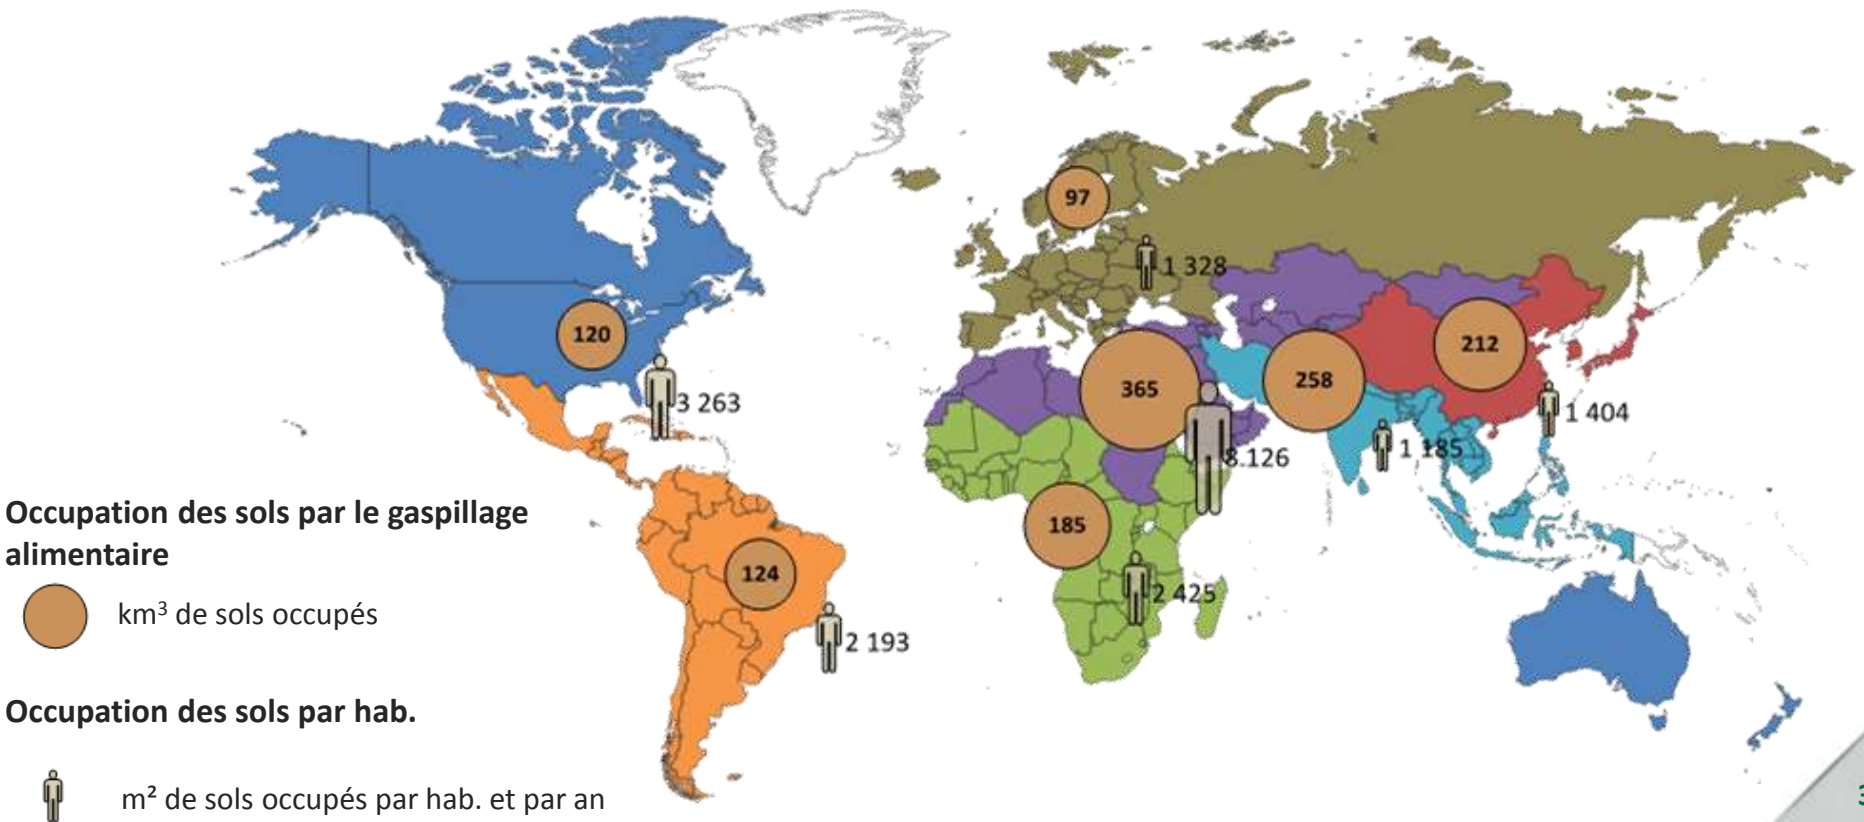 97
1 328
120
3 263
365
258
212
8 126
1 185
1 404
Occupation des sols par le gaspillage
alimentaire
km³ de sols occupés
185
124
2 425
2 193
Occupation des sols par hab.
m² de sols occupés par hab. et par an